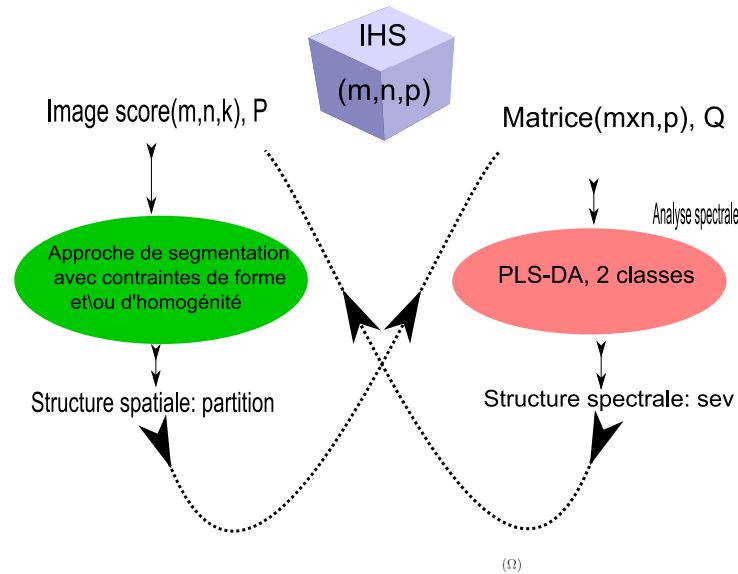 IHS
(m,n,p)
Image score(m,n,k), P
Matrice(mxn,p), Q
Analyse spectrale
Approche de segmentation
avec contraintes de forme
et\ou d'homogénité
PLS-DA, 2 classes
Structure spatiale: partition
Structure spectrale: sev
(Ω)